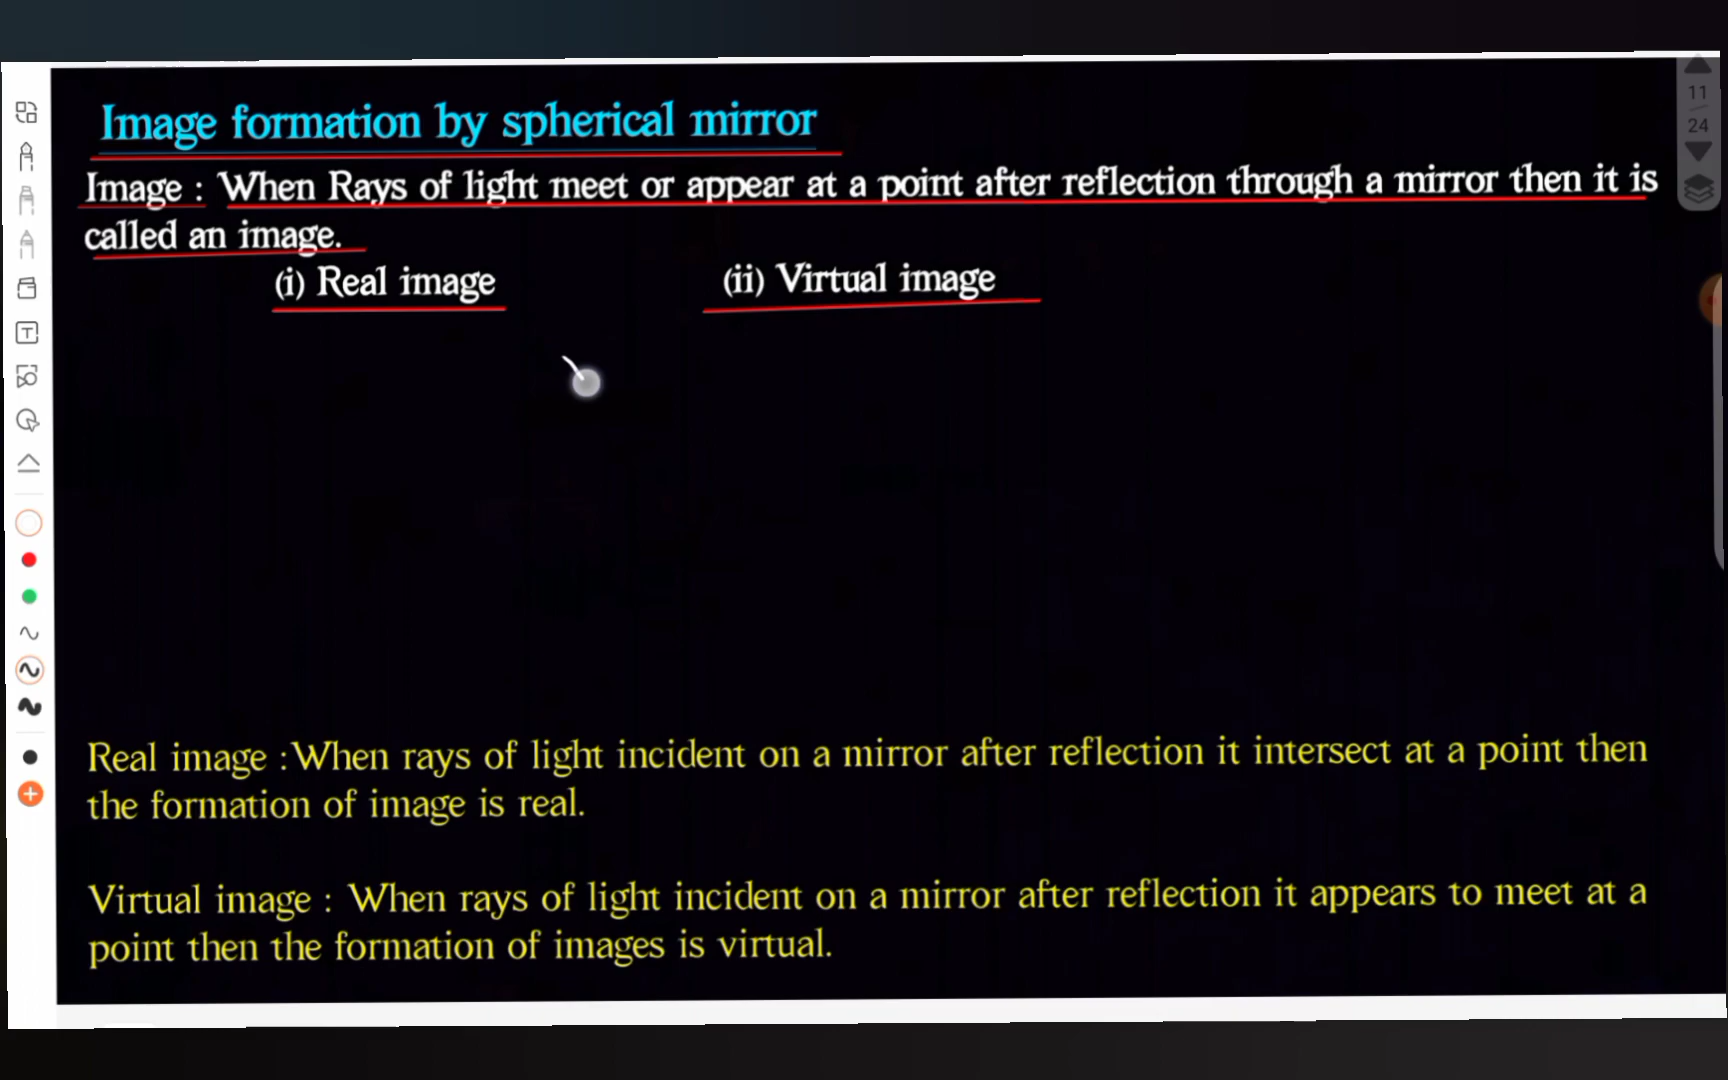 Image formation by spherical mirror
Image : When Rays of light meet or appear at a point after reflection through a mirror then it is
called an image.
(i) Real image (ii) Virtual image
Real image :When rays of light incident on a mirror after reflection it intersect at a point then
the formation of image is real.
Virtual image : When rays of light incident on a mirror after reflection it appears to meet at a
point then the formation of images is virtual.
11
24
T